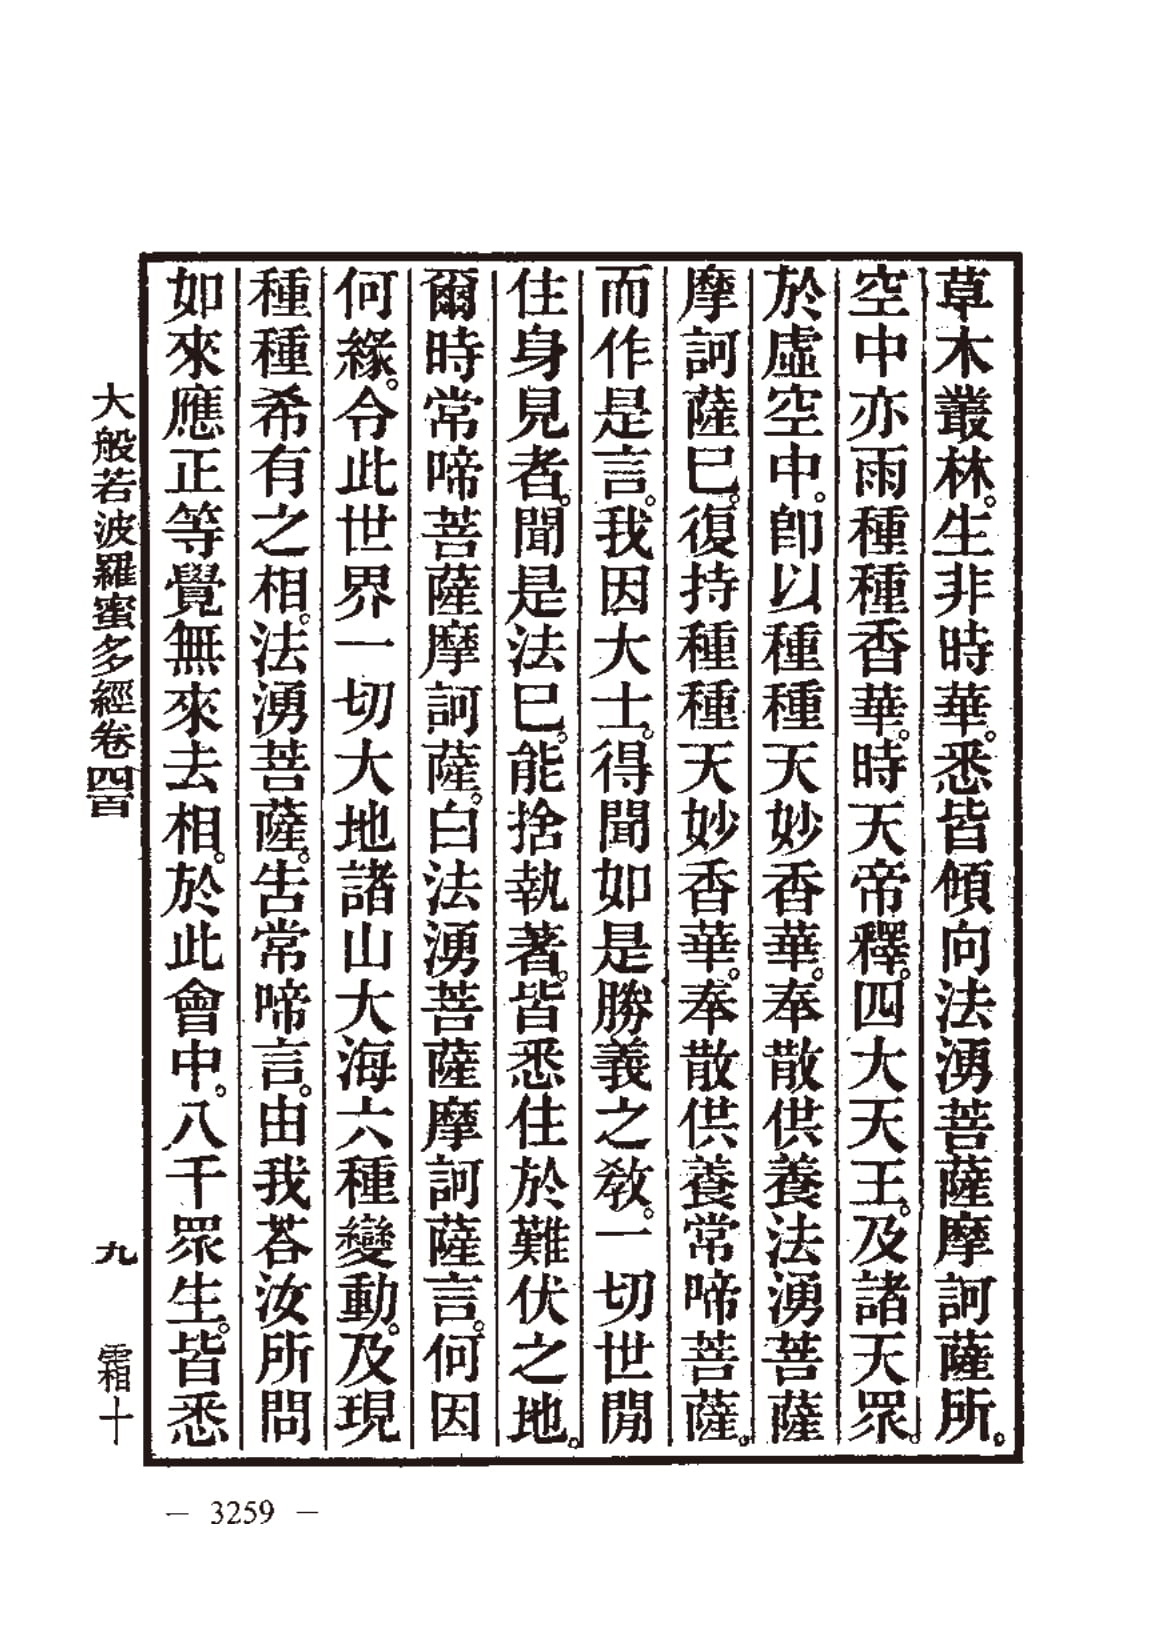 草木叢林。生非時華。悉皆傾向法湧菩薩摩訶薩所。
空中亦雨種種香華。時天帝釋。四大天王。及諸天眾。
於虛空中。卽以種種天妙香華。奉散供養法湧菩薩
摩訶薩已。復持種種天妙香華。奉散供養常啼菩薩。
而作是言。我因大士。得聞如是勝義之敎。一切世閒
住身見者。聞是法已。能捨執著。皆悉住於難伏之地。
爾時常啼菩薩摩訶薩。白法湧菩薩摩訶薩言。何因
何緣。令此世界一切大地諸山大海六種變動。及現
種種希有之相。法湧菩薩。告常啼言。由我荅汝所問
如來應正等覺無來去相。於此會中。八千眾生。皆悉
大般若波羅蜜多經卷四百 九 霜十
— 3259 —